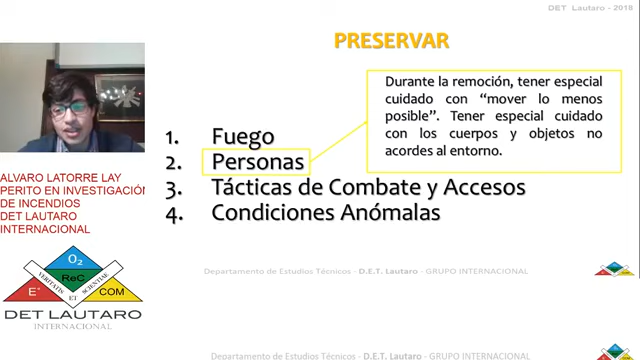 DET Lautaro - 2018
PRESERVAR
Durante la remoción, tener especial
cuidado con “mover lo menos
posible”. Tener especial cuidado
con los cuerpos y objetos no
acordes al entorno.
1. Fuego
2. Personas
3. Tácticas de Combate y Accesos
4. Condiciones Anómalas
ALVARO LATORRE LAY
PERITO EN INVESTIGACIÓN
DE INCENDIOS
DET LAUTARO
INTERNACIONAL
O2
ReC
VERITATIS ET SCIENTIAE
E+ COM
DET LAUTARO
INTERNACIONAL
Departamento de Estudios Técnicos - D.E.T. Lautaro - GRUPO INTERNACIONAL
Departamento de Estudios Técnicos - D.E.T. Lautaro - GRUPO INTERNACIONAL